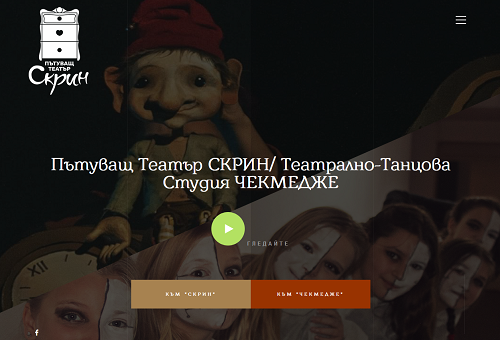 ПЪТУВАЩ
ТЕАТЪР
Скрин
Пътуващ Театър СКРИН/ Театрално-Танцова
Студия ЧЕКМЕДЖЕ
ГЛЕДАЙТЕ
КЪМ "СКРИН"
КЪМ "ЧЕКМЕДЖЕ"